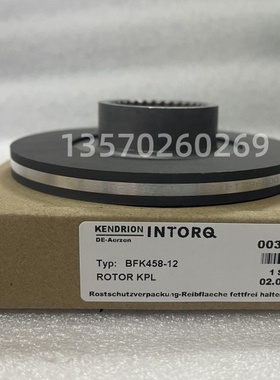 13570260269
KENDRION INTORQ
DE-Aerzen
003
Typ: BFK458-12
1 S
ROTOR KPL
02.0
Rostschutzverpackung-Reibflaeche fettfrei halte